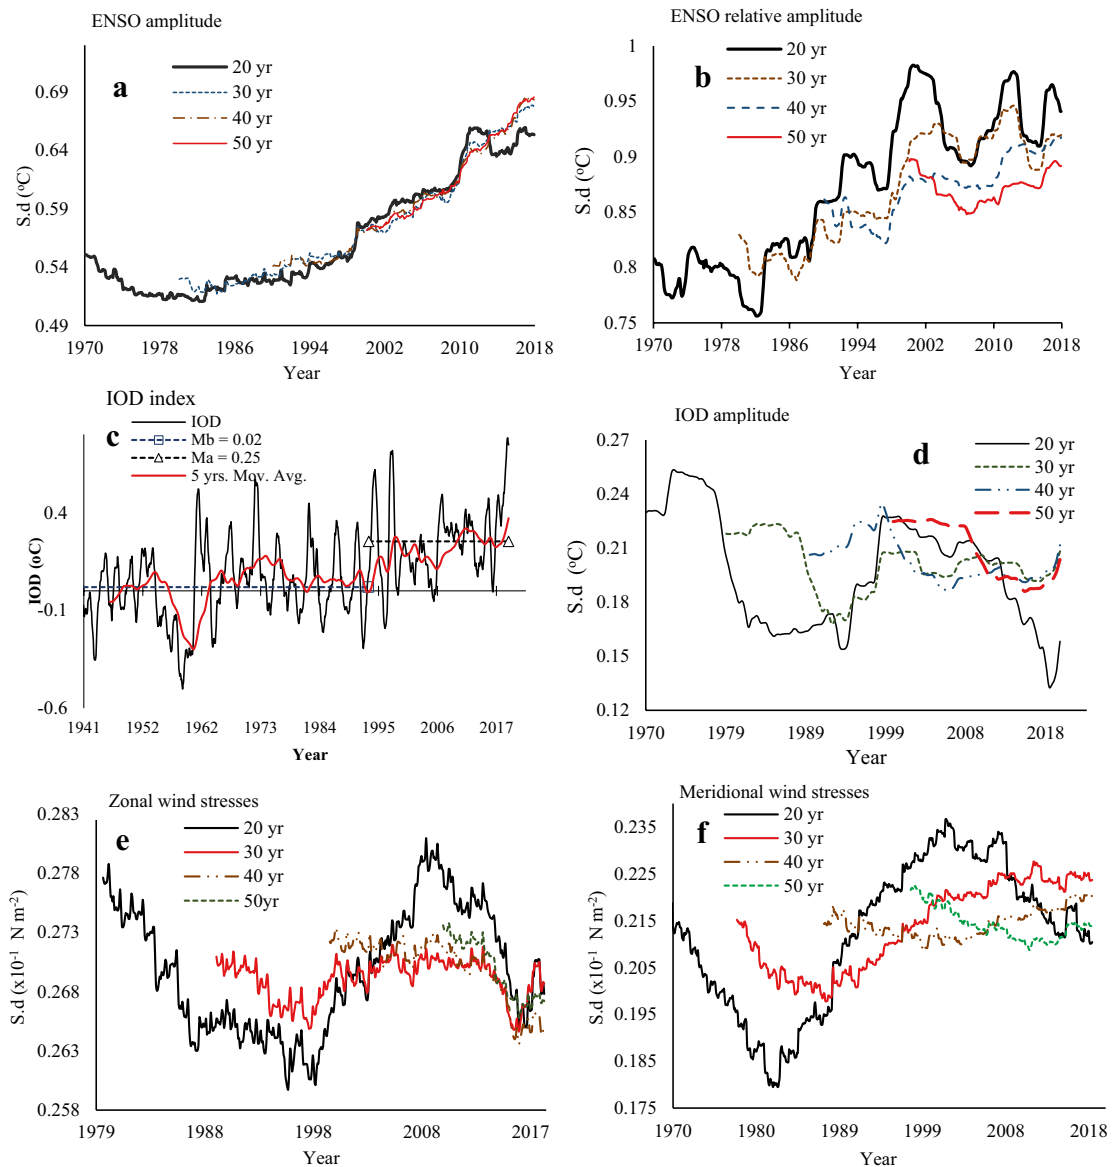 ENSO amplitude
a
20 yr
30 yr
40 yr
50 yr
S.d (°C)
0.69
0.64
0.59
0.54
0.49
1970
1978
1986
1994
2002
2010
2018
Year
ENSO relative amplitude
b
20 yr
30 yr
40 yr
50 yr
S.d (°C)
1
0.95
0.9
0.85
0.8
0.75
1970
1978
1986
1994
2002
2010
2018
Year
IOD index
c
IOD
Mb = 0.02
Ma = 0.25
5 yrs. Mov. Avg.
IOD (oC)
0.4
-0.1
-0.6
1941
1952
1963
1973
1984
1995
2006
2017
Year
IOD amplitude
d
20 yr
30 yr
40 yr
50 yr
S.d (°C)
0.27
0.24
0.21
0.18
0.15
0.12
1970
1979
1989
1999
2008
2018
Year
Zonal wind stresses
e
20 yr
30 yr
40 yr
50yr
S.d (x10-1 N m-2)
0.283
0.278
0.273
0.268
0.263
0.258
1979
1988
1998
2008
2017
Year
Meridional wind stresses
f
20 yr
30 yr
40 yr
50 yr
S.d (x10-1 N m-2)
0.235
0.225
0.215
0.205
0.195
0.185
0.175
1970
1980
1989
1999
2008
2018
Year